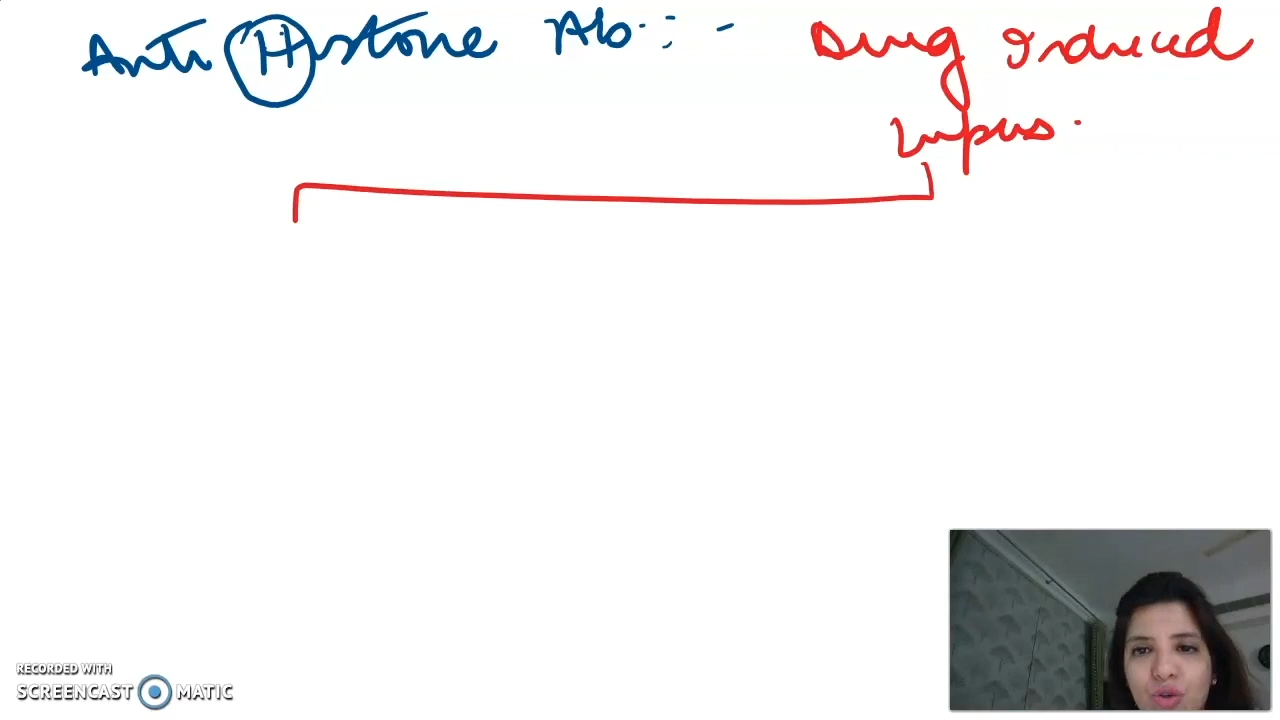 Anti Histone Ab. : - Drug Induced
Lupus.
RECORDED WITH
SCREENCAST MATIC